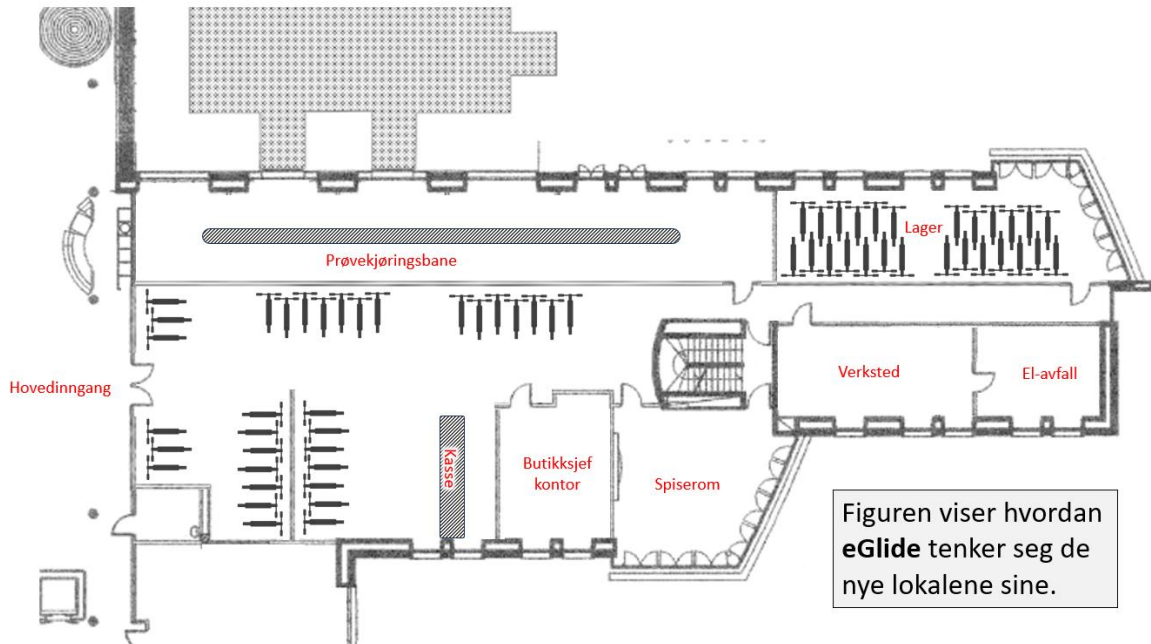 Lager
Prøvekjøringsbane
Hovedinngang
Verksted
El-avfall
Kasse
Butikksjef
kontor
Spiserom
Figuren viser hvordan
eGlide tenker seg de
nye lokalene sine.